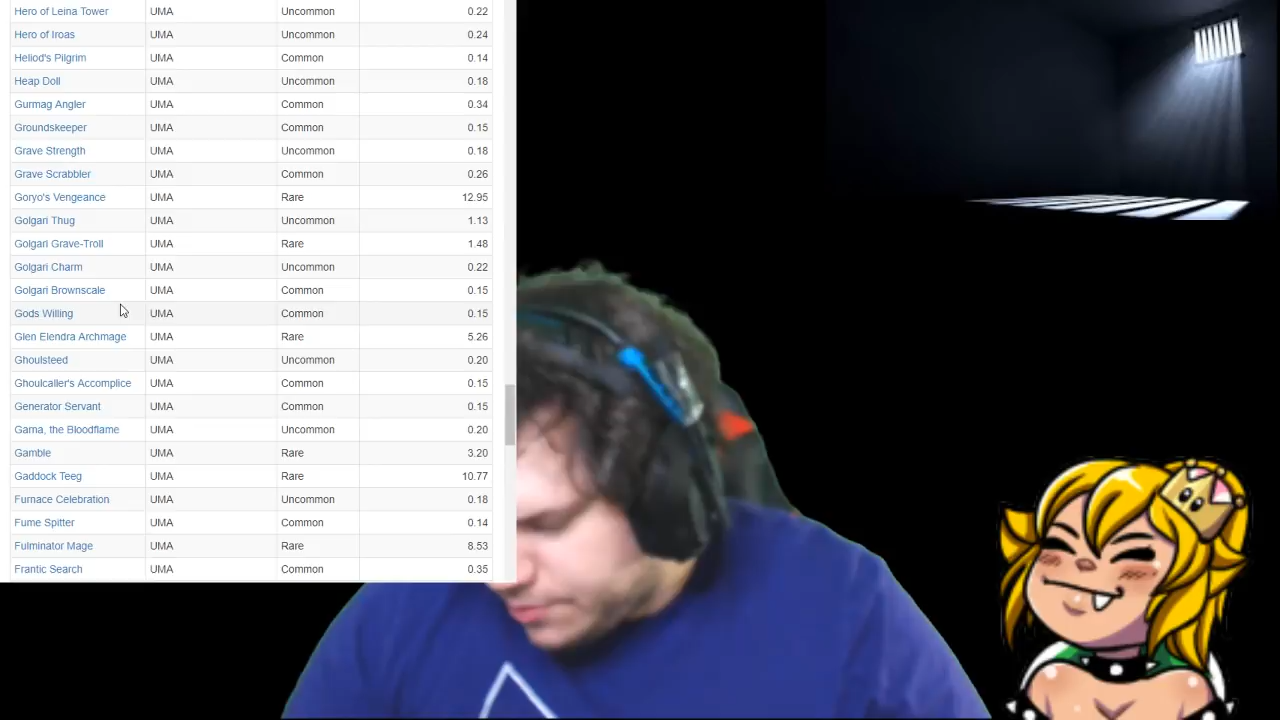 Hero of Leina Tower UMA Uncommon 0.22
Hero of Iroas UMA Uncommon 0.24
Heliod's Pilgrim UMA Common 0.14
Heap Doll UMA Uncommon 0.18
Gurmag Angler UMA Common 0.34
Groundskeeper UMA Common 0.15
Grave Strength UMA Uncommon 0.18
Grave Scrabbler UMA Common 0.26
Goryo's Vengeance UMA Rare 12.95
Golgari Thug UMA Uncommon 1.13
Golgari Grave-Troll UMA Rare 1.48
Golgari Charm UMA Uncommon 0.22
Golgari Brownscale UMA Common 0.15
Gods Willing UMA Common 0.15
Glen Elendra Archmage UMA Rare 5.26
Ghoulsteed UMA Uncommon 0.20
Ghoulcaller's Accomplice UMA Common 0.15
Generator Servant UMA Common 0.15
Garna, the Bloodflame UMA Uncommon 0.20
Gamble UMA Rare 3.20
Gaddock Teeg UMA Rare 10.77
Furnace Celebration UMA Uncommon 0.18
Fume Spitter UMA Common 0.14
Fulminator Mage UMA Rare 8.53
Frantic Search UMA Common 0.35